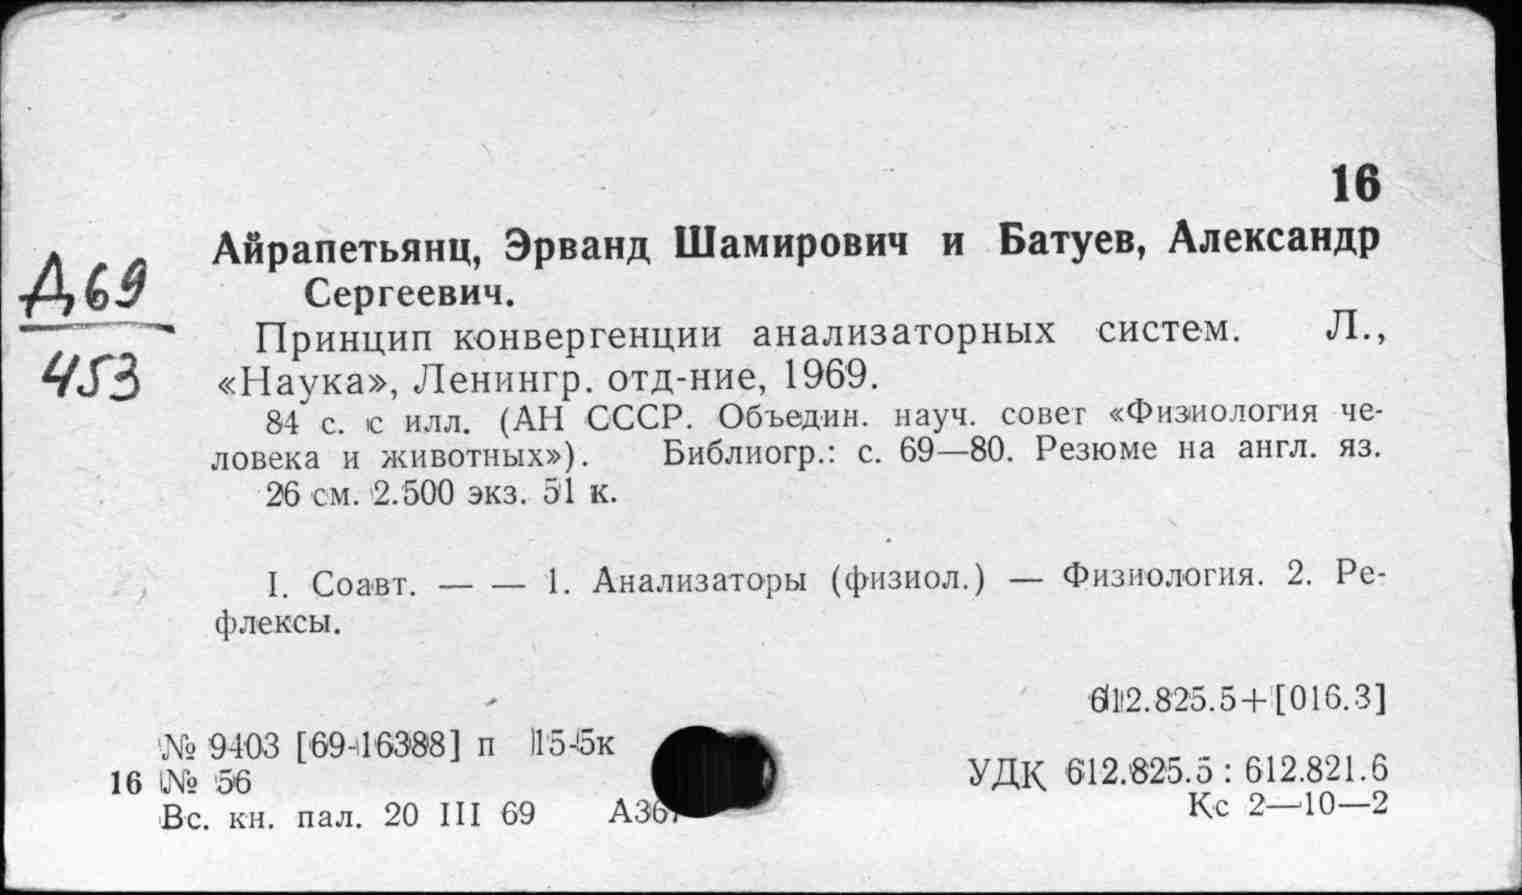 16
Айрапетьянц, Эрванд Шамирович и Батуев, Александр
Сергеевич.
Д69
453
Принцип конвергенции анализаторных систем. Л.,
«Наука», Ленингр. отд-ние, 1969.
84 с. с илл. (АН СССР. Объедин. науч. совет «Физиология че-
ловека и животных»). Библиогр.: с. 69—80. Резюме на англ. яз.
26 см. 2.500 экз. 51 к.
I. Соавт. — — 1. Анализаторы (физиол.) — Физиология. 2. Ре-
флексы.
612.825.5+[016.3]
№ 9403 [69-16388] п 15-5к
16 № 56
УДК 612.825.5 : 612.821.6
Вс. кн. пал. 20 III 69
Кс 2—10—2